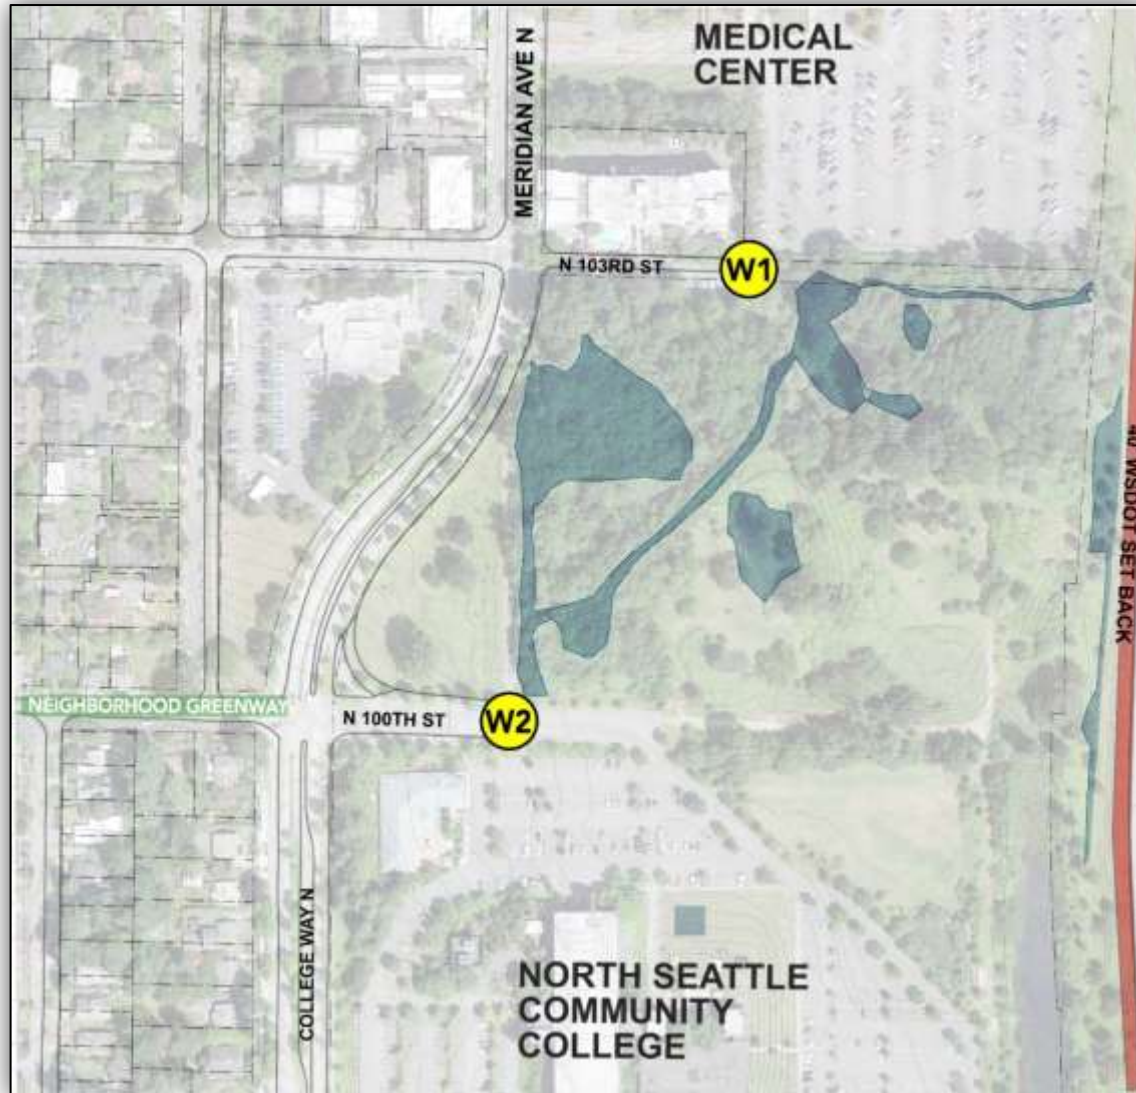 MEDICAL
CENTER
MERIDIAN AVE N
N 103RD ST
W1
40' WSDOT SET BACK
NEIGHBORHOOD GREENWAY
N 100TH ST
W2
COLLEGE WAY N
NORTH SEATTLE
COMMUNITY
COLLEGE